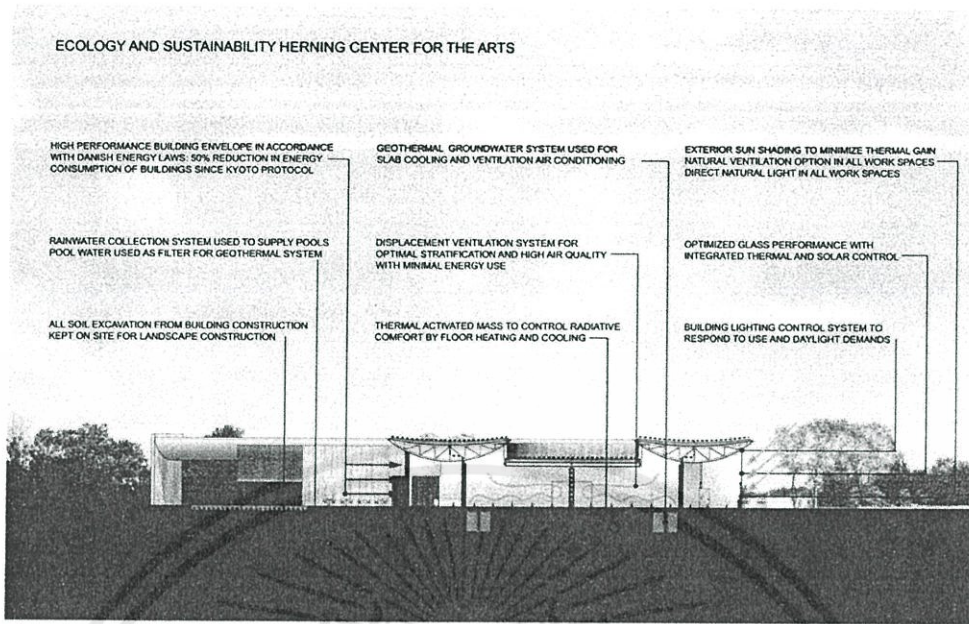 ECOLOGY AND SUSTAINABILITY HERNING CENTER FOR THE ARTS
HIGH PERFORMANCE BUILDING ENVELOPE IN ACCORDANCE
WITH DANISH ENERGY LAWS: 50% REDUCTION IN ENERGY
CONSUMPTION OF BUILDINGS SINCE KYOTO PROTOCOL
GEOTHERMAL GROUNDWATER SYSTEM USED FOR
SLAB COOLING AND VENTILATION AIR CONDITIONING
EXTERIOR SUN SHADING TO MINIMIZE THERMAL GAIN
NATURAL VENTILATION OPTION IN ALL WORK SPACES
DIRECT NATURAL LIGHT IN ALL WORK SPACES
RAINWATER COLLECTION SYSTEM USED TO SUPPLY POOLS
POOL WATER USED AS FILTER FOR GEOTHERMAL SYSTEM
DISPLACEMENT VENTILATION SYSTEM FOR
OPTIMAL STRATIFICATION AND HIGH AIR QUALITY
WITH MINIMAL ENERGY USE
OPTIMIZED GLASS PERFORMANCE WITH
INTEGRATED THERMAL AND SOLAR CONTROL
ALL SOIL EXCAVATION FROM BUILDING CONSTRUCTION
KEPT ON SITE FOR LANDSCAPE CONSTRUCTION
THERMAL ACTIVATED MASS TO CONTROL RADIATIVE
COMFORT BY FLOOR HEATING AND COOLING
BUILDING LIGHTING CONTROL SYSTEM TO
RESPOND TO USE AND DAYLIGHT DEMANDS